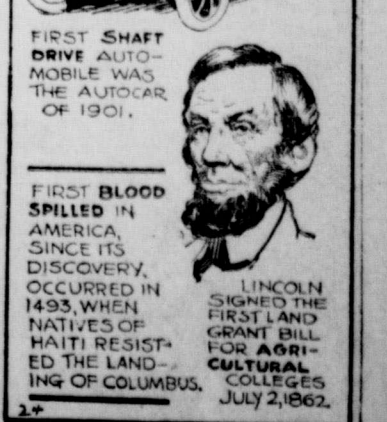 FIRST SHAFT
DRIVE AUTO-
MOBILE WAS
THE AUTOCAR
OF 1901.
FIRST BLOOD
SPILLED IN
AMERICA,
SINCE ITS
DISCOVERY,
OCCURRED IN
1493, WHEN
NATIVES OF
HAITI RESIST-
ED THE LAND-
ING OF COLUMBUS.
LINCOLN
SIGNED THE
FIRST LAND
GRANT BILL
FOR AGRI-
CULTURAL
COLLEGES
JULY 2, 1862.
24